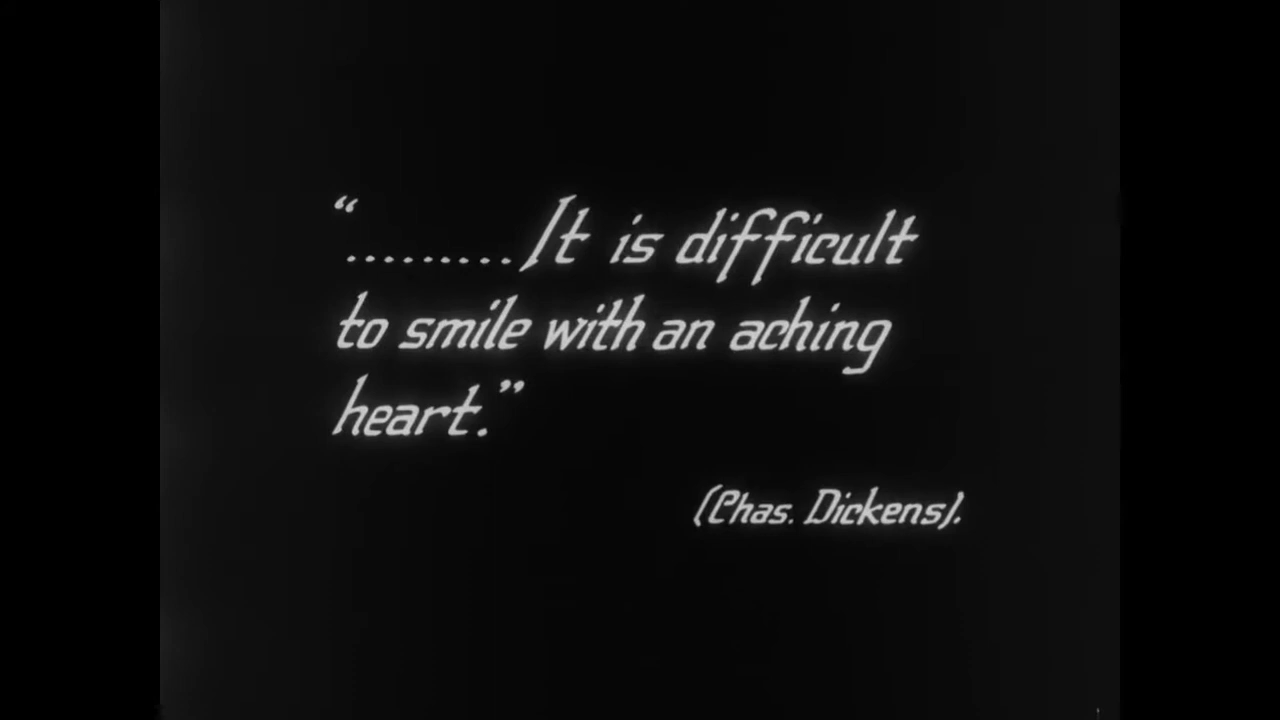 “.........It is difficult
to smile with an aching
heart.”
(Chas. Dickens).